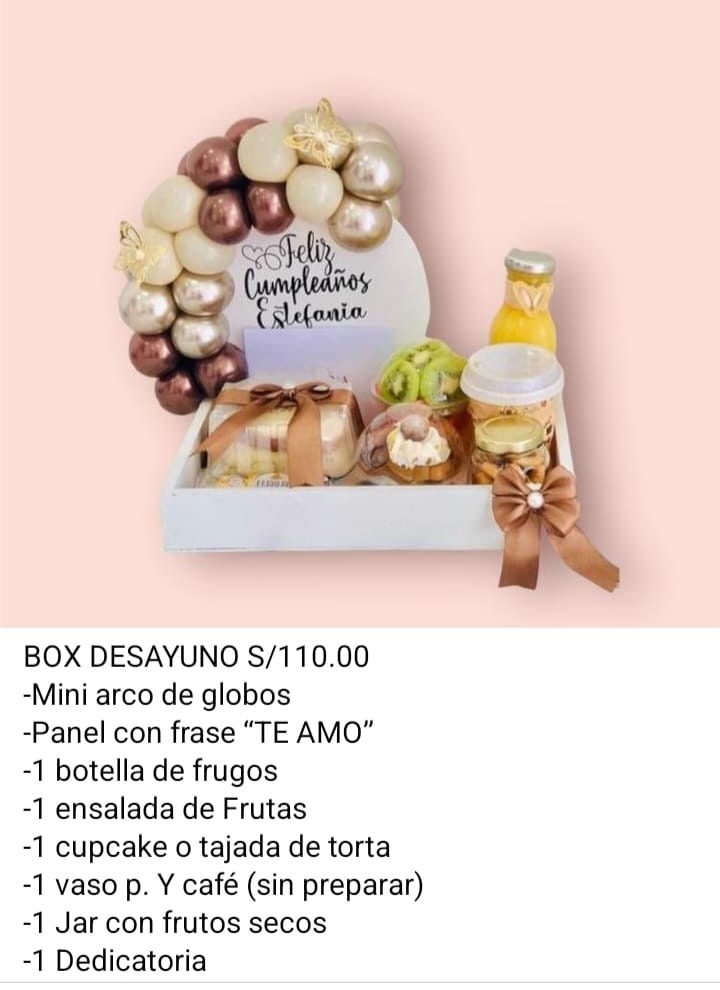 Feliz
Cumpleaños
Estefania
BOX DESAYUNO S/110.00
-Mini arco de globos
-Panel con frase “TE AMO”
-1 botella de frugos
-1 ensalada de Frutas
-1 cupcake o tajada de torta
-1 vaso p. Y café (sin preparar)
-1 Jar con frutos secos
-1 Dedicatoria